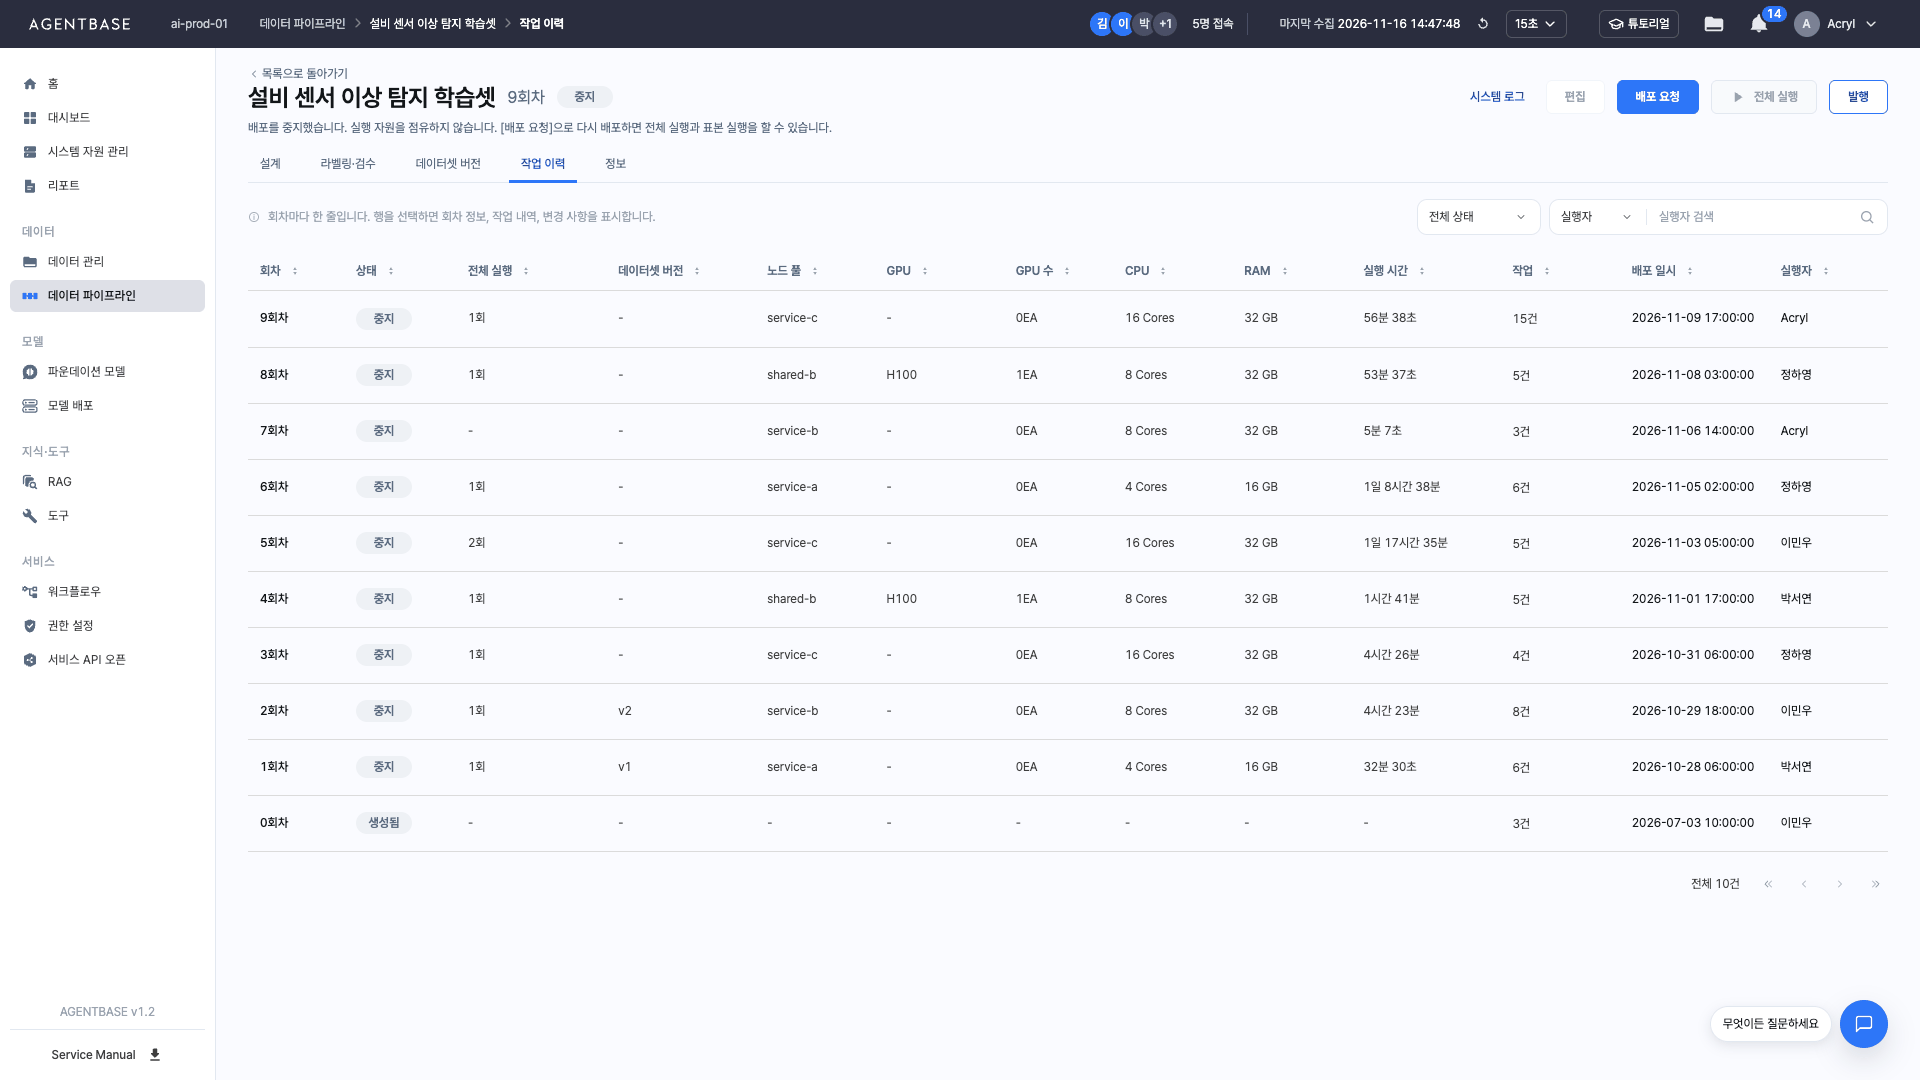 AGENTBASE
ai-prod-01
데이터 파이프라인 > 설비 센서 이상 탐지 학습셋 > 작업 이력
김 이 박 +1 5명 접속
마지막 수집 2026-11-16 14:47:48
15초
튜토리얼
14
A Acryl
홈
대시보드
시스템 자원 관리
리포트
데이터
데이터 관리
데이터 파이프라인
모델
파운데이션 모델
모델 배포
지식·도구
RAG
도구
서비스
워크플로우
권한 설정
서비스 API 오픈
AGENTBASE v1.2
Service Manual
목록으로 돌아가기
설비 센서 이상 탐지 학습셋 9회차 중지
시스템 로그 편집 배포 요청 전체 실행 발행
배포를 중지했습니다. 실행 자원을 점유하지 않습니다. [배포 요청]으로 다시 배포하면 전체 실행과 표본 실행을 할 수 있습니다.
설계 라벨링·검수 데이터셋 버전 작업 이력 정보
회차마다 한 줄입니다. 행을 선택하면 회차 정보, 작업 내역, 변경 사항을 표시합니다.
전체 상태 실행자 실행자 검색
회차 상태 전체 실행 데이터셋 버전 노드 풀 GPU GPU 수 CPU RAM 실행 시간 작업 배포 일시 실행자
9회차 중지 1회 - service-c - 0EA 16 Cores 32 GB 56분 38초 15건 2026-11-09 17:00:00 Acryl
8회차 중지 1회 - shared-b H100 1EA 8 Cores 32 GB 53분 37초 5건 2026-11-08 03:00:00 정하영
7회차 중지 - - service-b - 0EA 8 Cores 32 GB 5분 7초 3건 2026-11-06 14:00:00 Acryl
6회차 중지 1회 - service-a - 0EA 4 Cores 16 GB 1일 8시간 38분 6건 2026-11-05 02:00:00 정하영
5회차 중지 2회 - service-c - 0EA 16 Cores 32 GB 1일 17시간 35분 5건 2026-11-03 05:00:00 이민우
4회차 중지 1회 - shared-b H100 1EA 8 Cores 32 GB 1시간 41분 5건 2026-11-01 17:00:00 박서연
3회차 중지 1회 - service-c - 0EA 16 Cores 32 GB 4시간 26분 4건 2026-10-31 06:00:00 정하영
2회차 중지 1회 v2 service-b - 0EA 8 Cores 32 GB 4시간 23분 8건 2026-10-29 18:00:00 이민우
1회차 중지 1회 v1 service-a - 0EA 4 Cores 16 GB 32분 30초 6건 2026-10-28 06:00:00 박서연
0회차 생성됨 - - - - - - - - 3건 2026-07-03 10:00:00 이민우
전체 10건
무엇이든 질문하세요